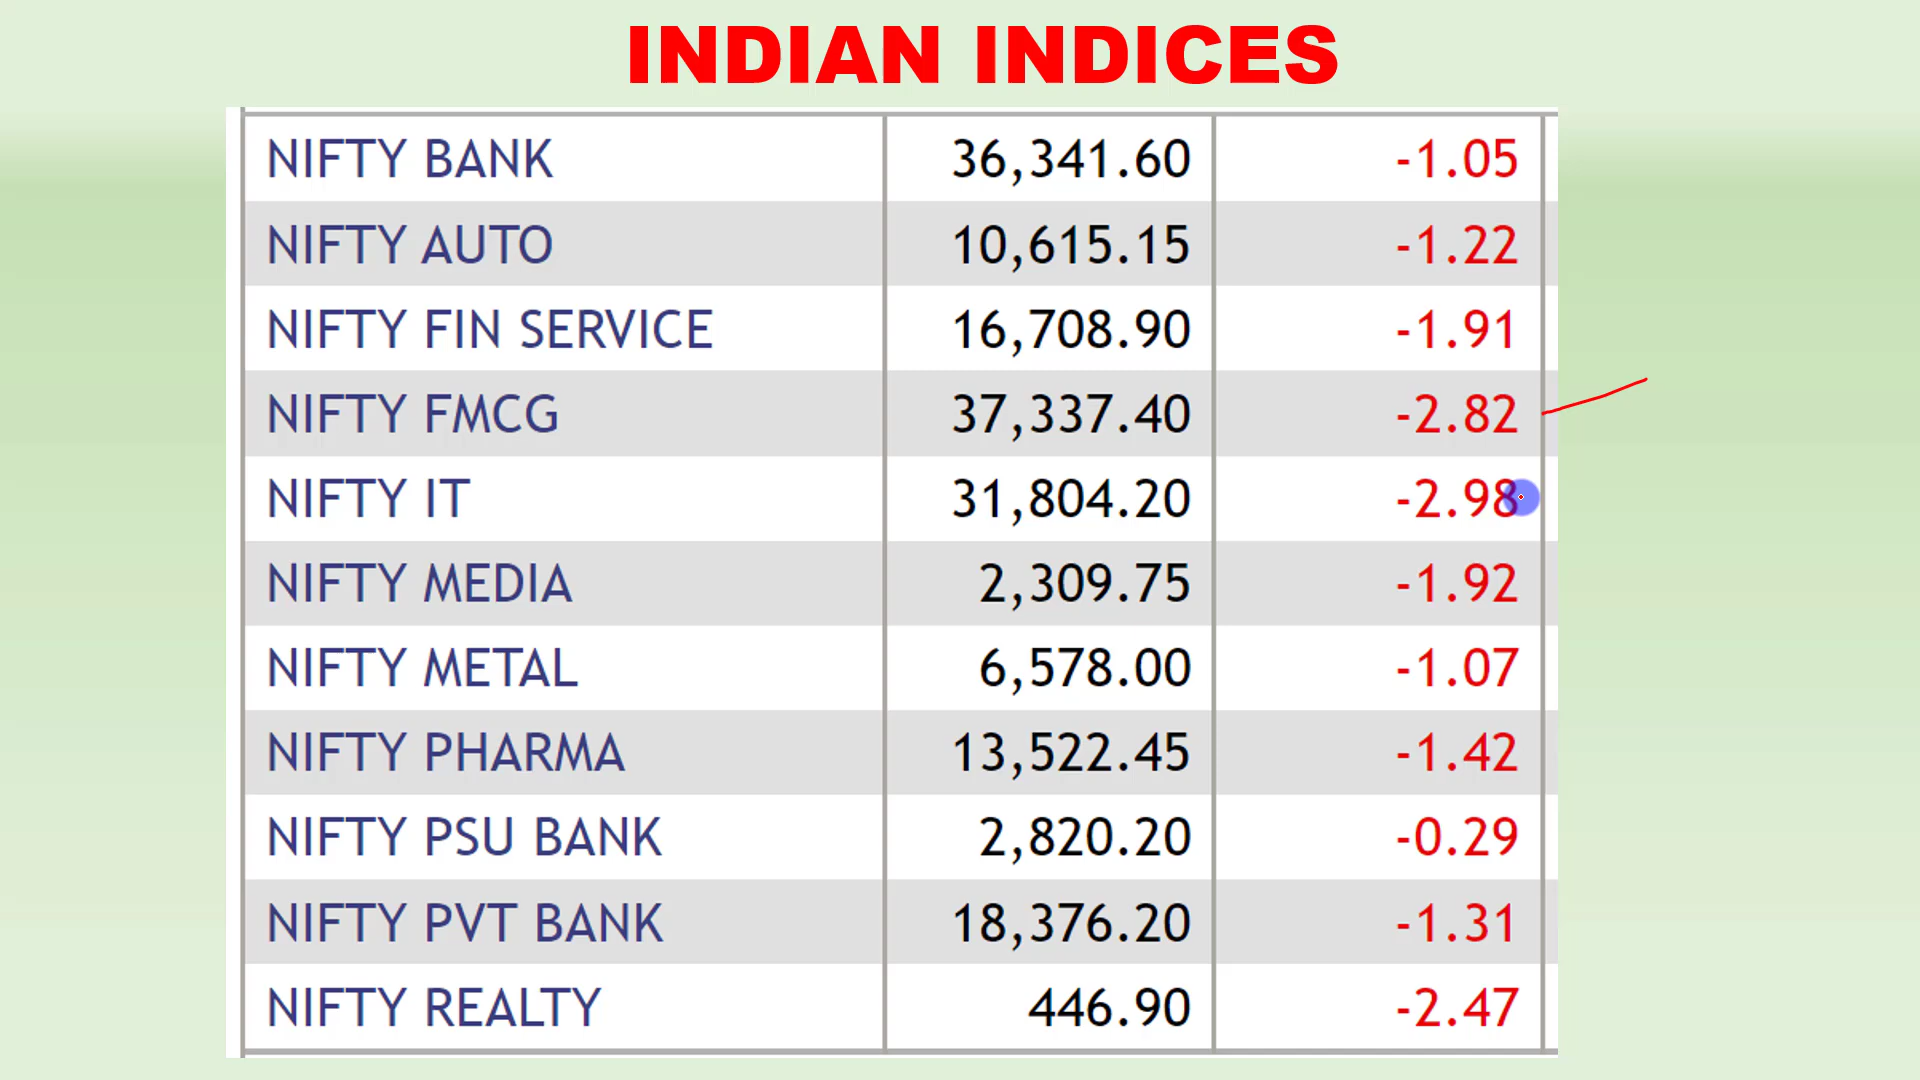 INDIAN INDICES
NIFTY BANK 36,341.60 -1.05
NIFTY AUTO 10,615.15 -1.22
NIFTY FIN SERVICE 16,708.90 -1.91
NIFTY FMCG 37,337.40 -2.82
NIFTY IT 31,804.20 -2.98
NIFTY MEDIA 2,309.75 -1.92
NIFTY METAL 6,578.00 -1.07
NIFTY PHARMA 13,522.45 -1.42
NIFTY PSU BANK 2,820.20 -0.29
NIFTY PVT BANK 18,376.20 -1.31
NIFTY REALTY 446.90 -2.47